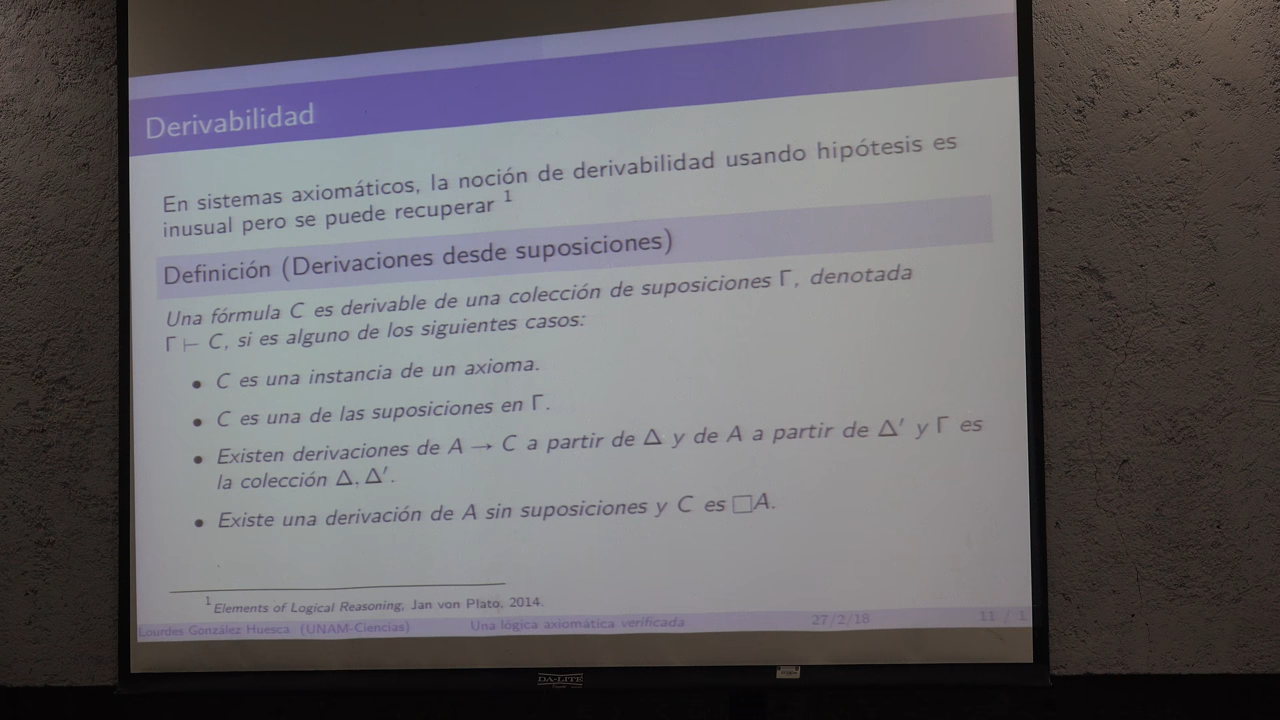 Derivabilidad
En sistemas axiomáticos, la noción de derivabilidad usando hipótesis es
inusual pero se puede recuperar ¹
Definición (Derivaciones desde suposiciones)
Una fórmula C es derivable de una colección de suposiciones Γ, denotada
Γ ⊢ C, si es alguno de los siguientes casos:
• C es una instancia de un axioma.
• C es una de las suposiciones en Γ.
• Existen derivaciones de A → C a partir de Δ y de A a partir de Δ′ y Γ es
la colección Δ, Δ′.
• Existe una derivación de A sin suposiciones y C es □A.
¹Elements of Logical Reasoning, Jan von Plato, 2014.
Lourdes González Huesca (UNAM-Ciencias) Una lógica axiomática verificada 27/2/18 11 / 1
DA-LITE